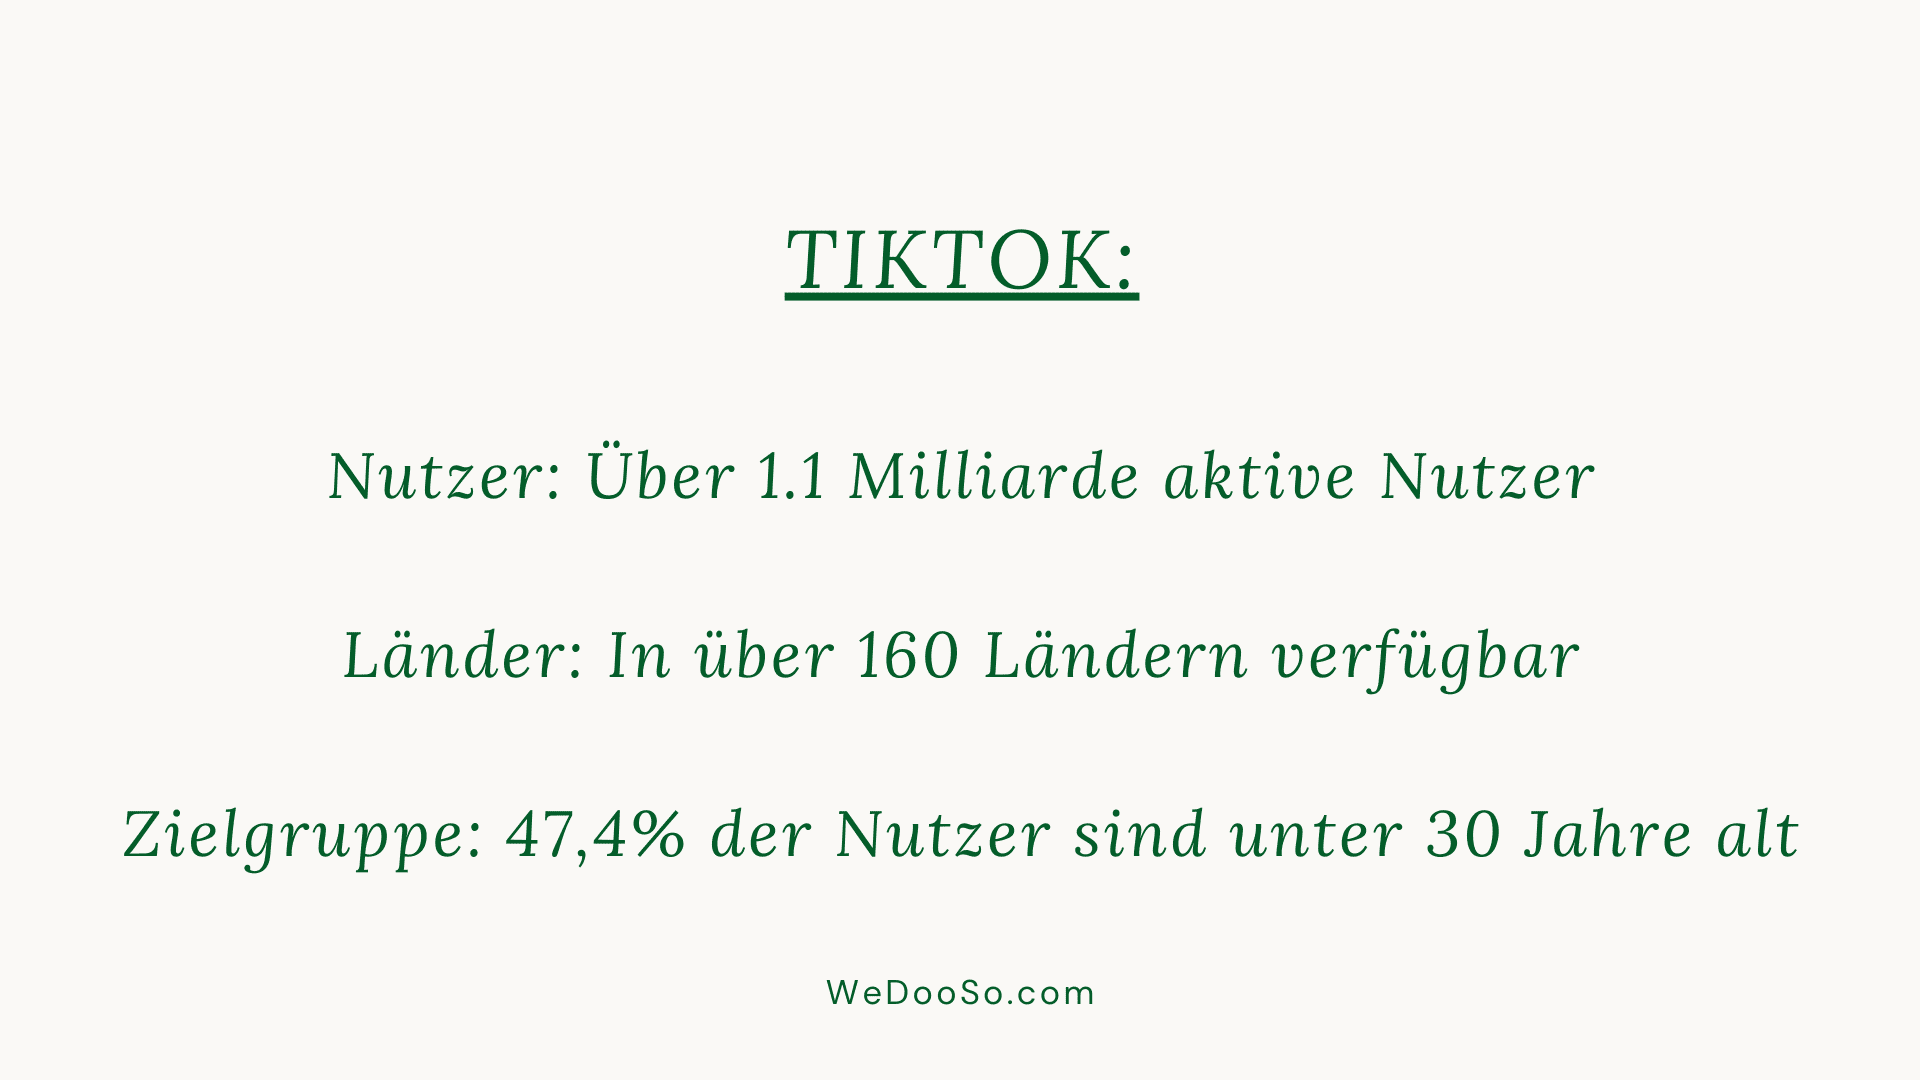 TIKTOK:
Nutzer: Über 1.1 Milliarde aktive Nutzer
Länder: In über 160 Ländern verfügbar
Zielgruppe: 47,4% der Nutzer sind unter 30 Jahre alt
WeDooSo.com